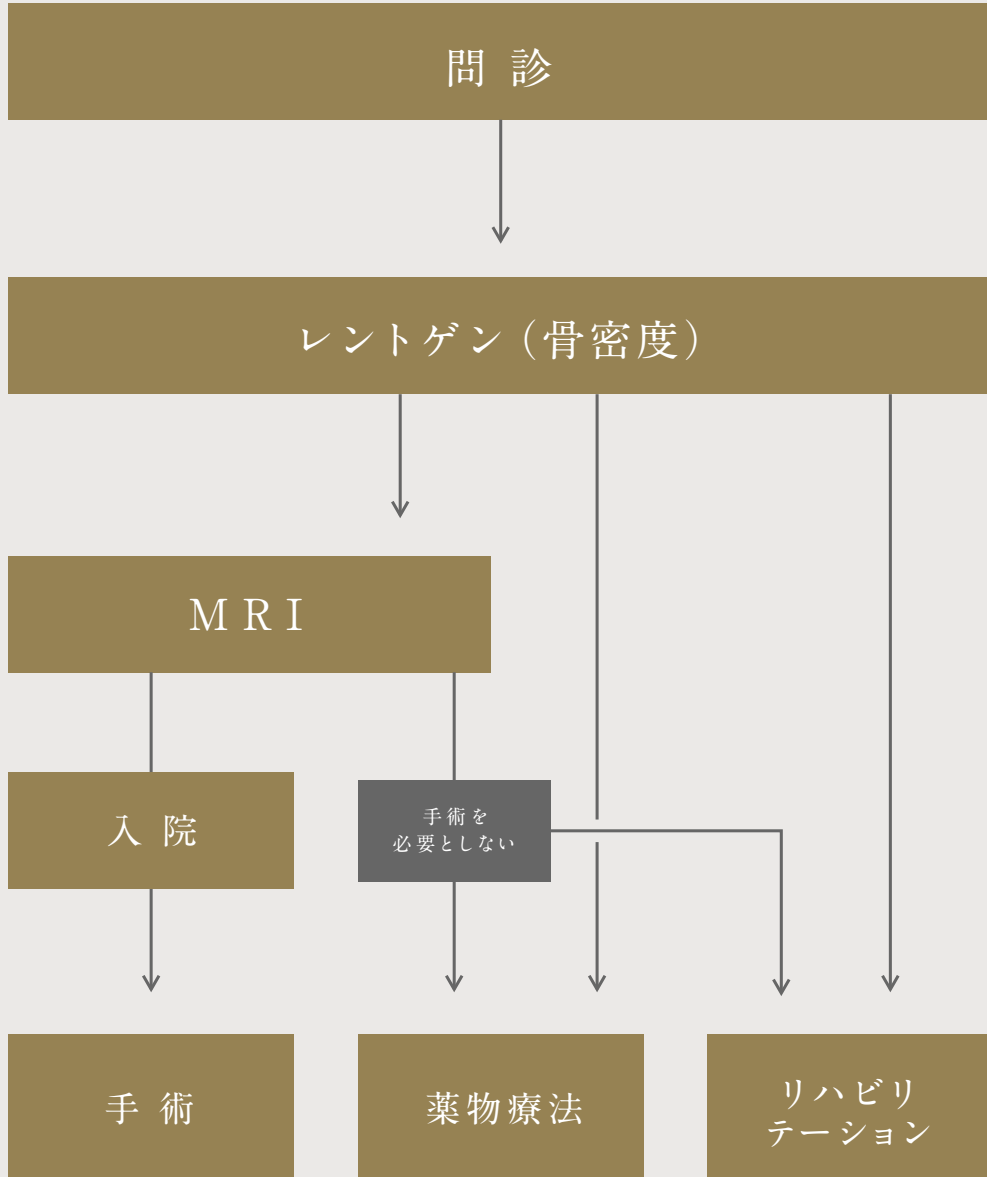 問診
レントゲン（骨密度）
MRI
入院
手術を
必要としない
手術
薬物療法
リハビリ
テーション